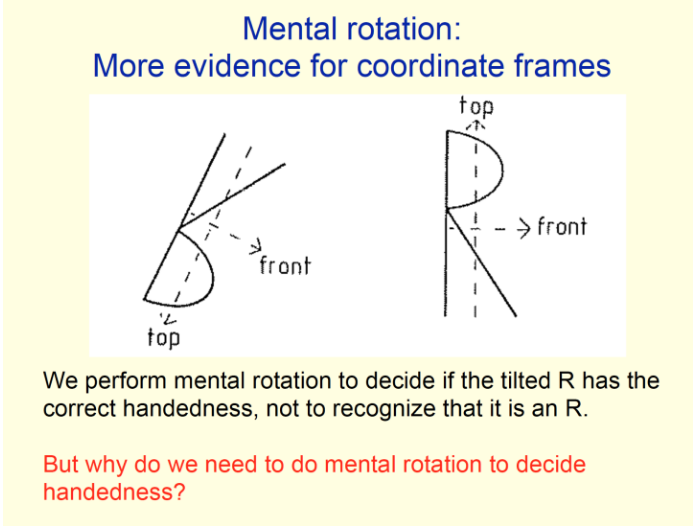 Mental rotation:
More evidence for coordinate frames
top
front
top
front
We perform mental rotation to decide if the tilted R has the
correct handedness, not to recognize that it is an R.
But why do we need to do mental rotation to decide
handedness?